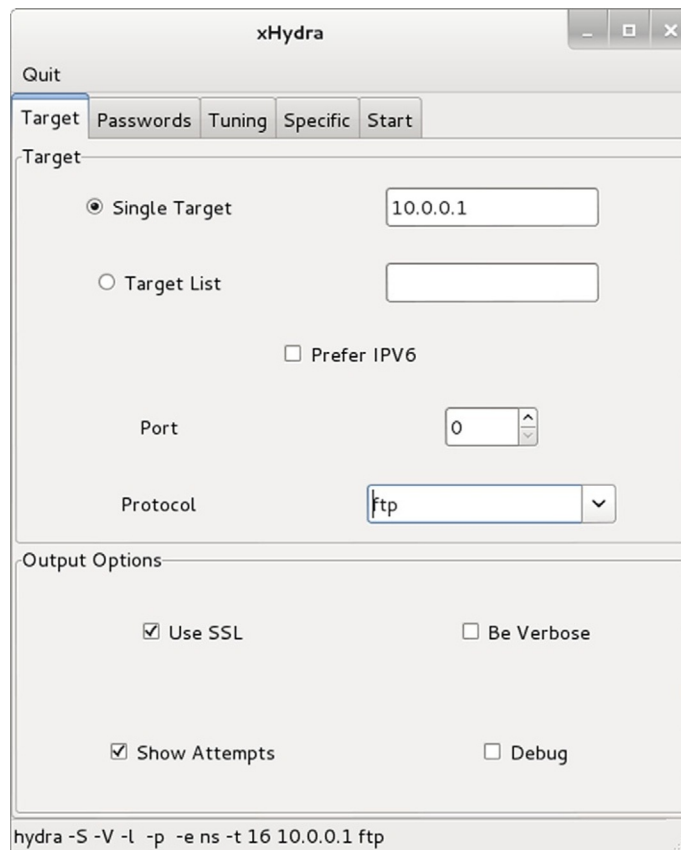 xHydra
Quit
Target Passwords Tuning Specific Start
Target
Single Target 10.0.0.1
Target List
Prefer IPV6
Port 0
Protocol ftp
Output Options
Use SSL Be Verbose
Show Attempts Debug
hydra -S -V -l -p -e ns -t 16 10.0.0.1 ftp